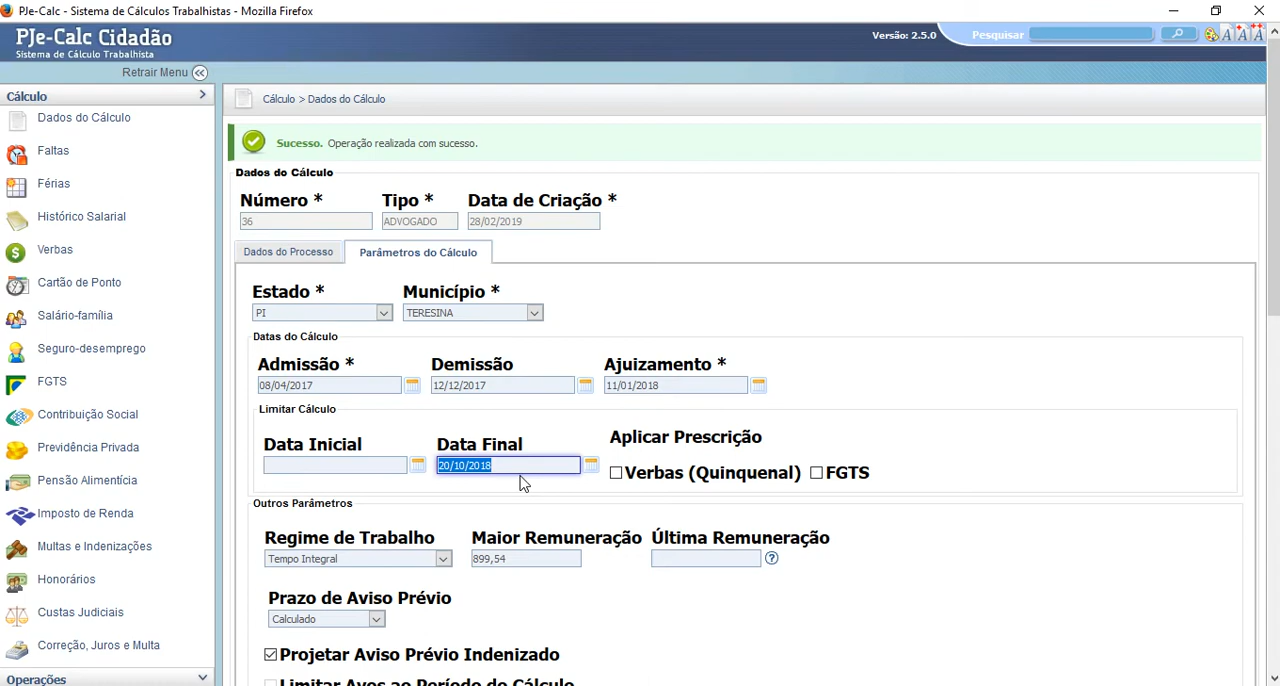 PJe-Calc - Sistema de Cálculos Trabalhistas - Mozilla Firefox
PJe-Calc Cidadão
Sistema de Cálculo Trabalhista
Versão: 2.5.0
Pesquisar
A A+ A++
Retrair Menu
Cálculo
Dados do Cálculo
Faltas
Férias
Histórico Salarial
Verbas
Cartão de Ponto
Salário-família
Seguro-desemprego
FGTS
Contribuição Social
Previdência Privada
Pensão Alimentícia
Imposto de Renda
Multas e Indenizações
Honorários
Custas Judiciais
Correção, Juros e Multa
Operações
Cálculo > Dados do Cálculo
Sucesso. Operação realizada com sucesso.
Dados do Cálculo
Número * Tipo * Data de Criação *
36 ADVOGADO 28/02/2019
Dados do Processo Parâmetros do Cálculo
Estado * Município *
PI TERESINA
Datas do Cálculo
Admissão * Demissão Ajuizamento *
08/04/2017 12/12/2017 11/01/2018
Limitar Cálculo
Data Inicial Data Final Aplicar Prescrição
20/10/2018 Verbas (Quinquenal) FGTS
Outros Parâmetros
Regime de Trabalho Maior Remuneração Última Remuneração
Tempo Integral 899,54
Prazo de Aviso Prévio
Calculado
Projetar Aviso Prévio Indenizado
Limitar Avos ao Período do Cálculo